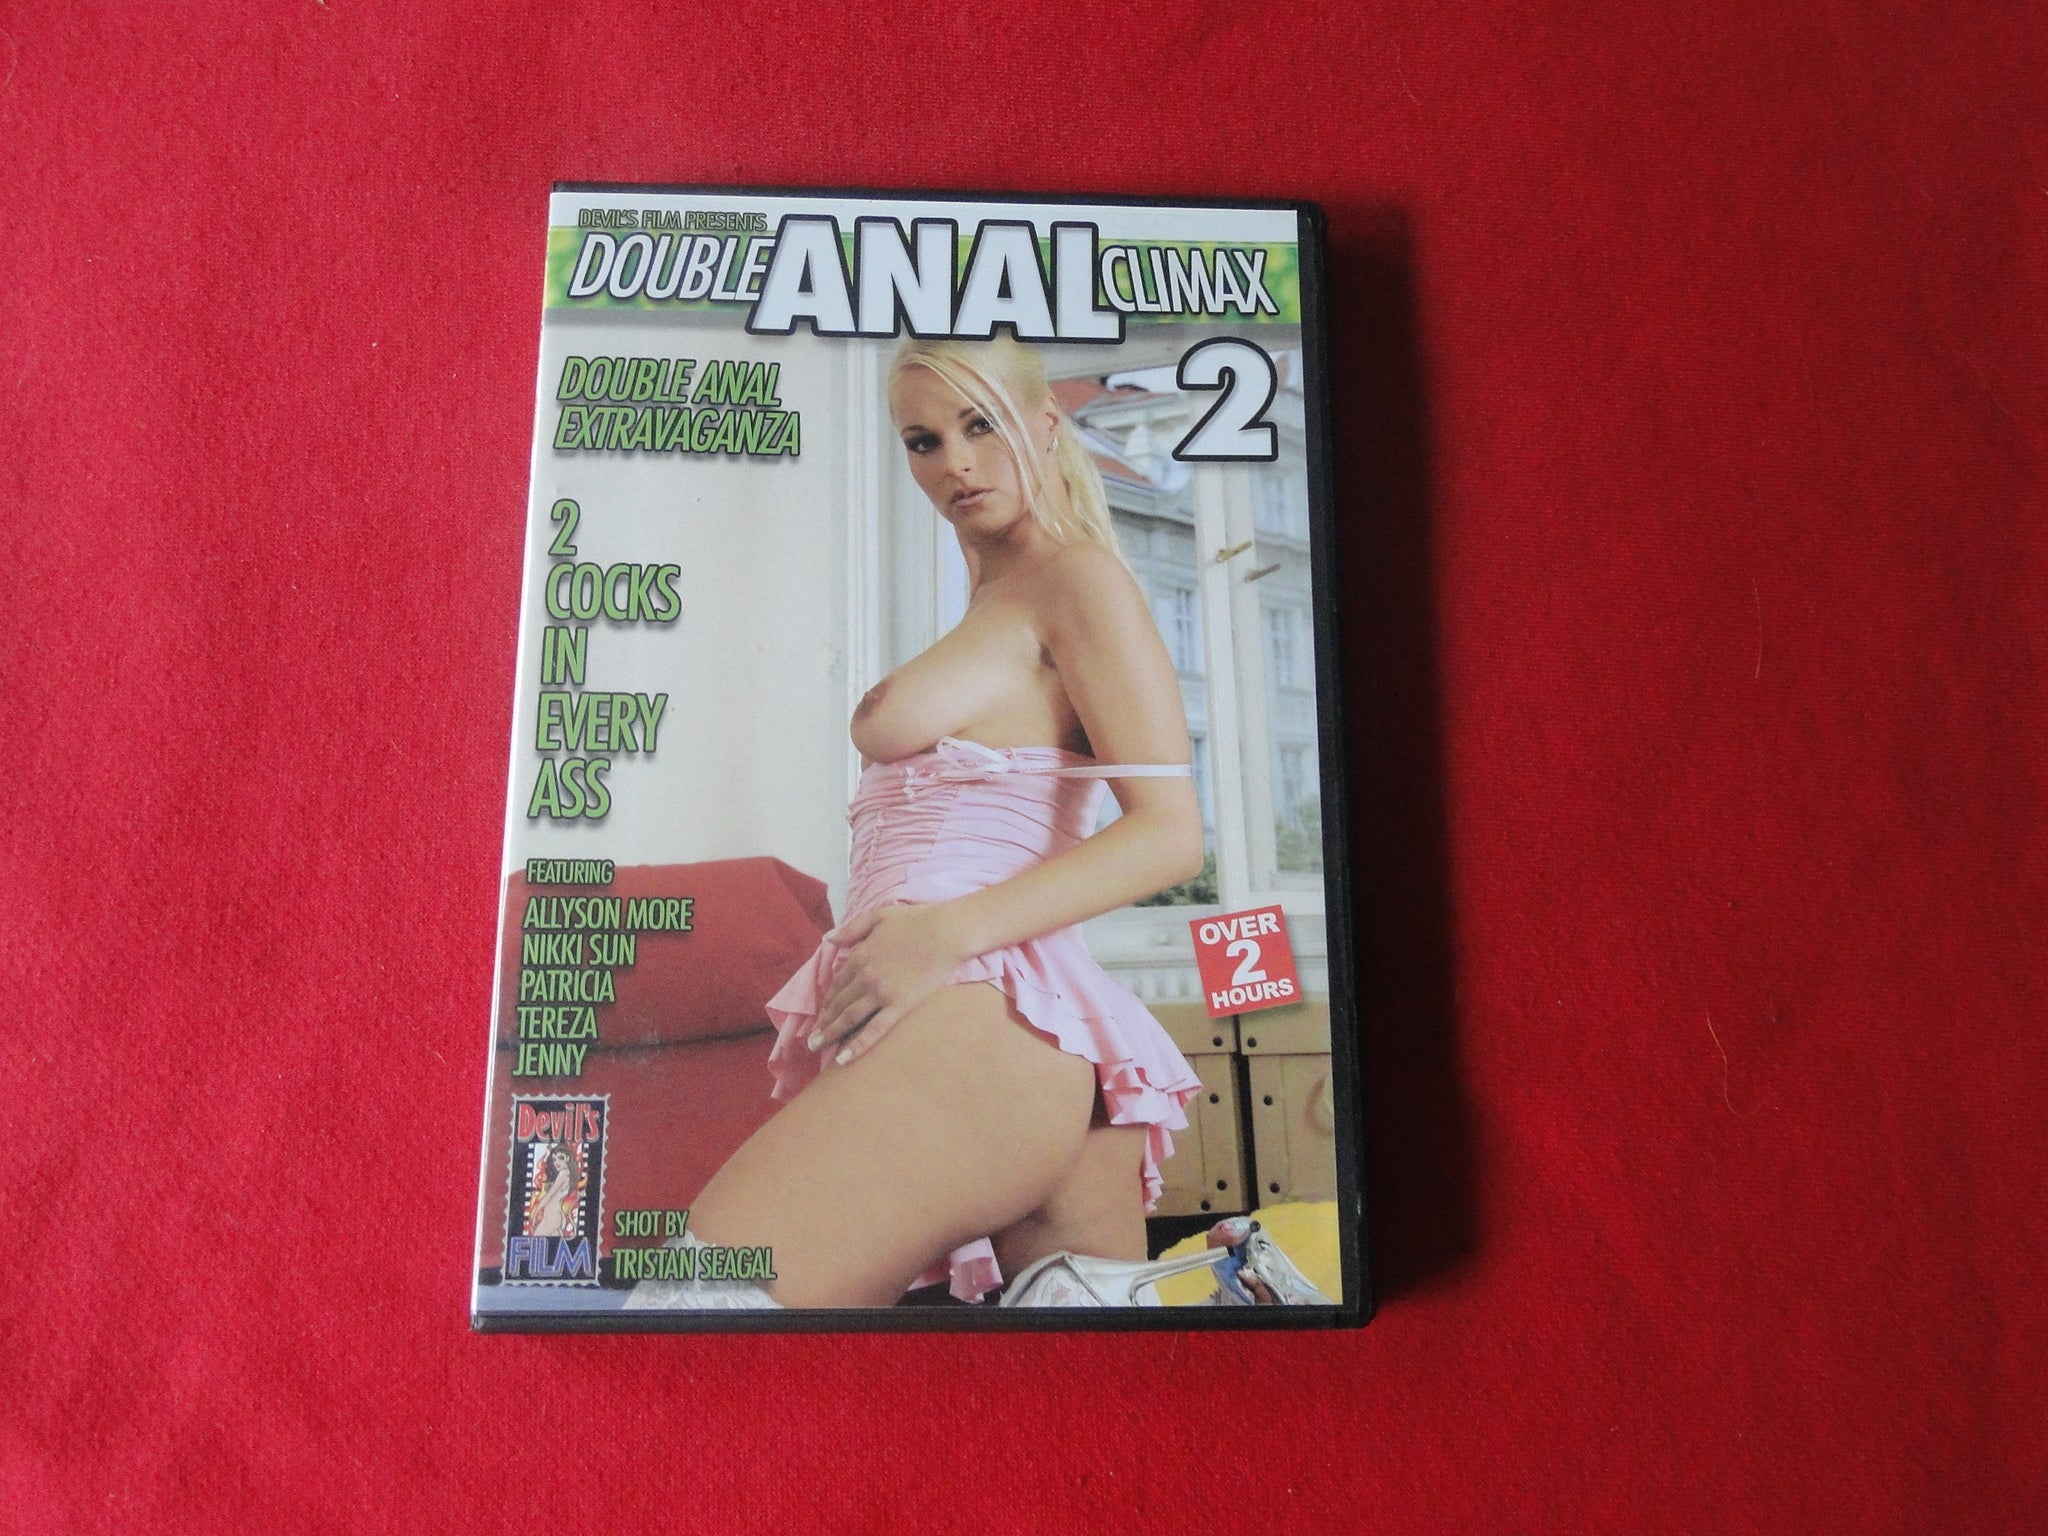 DEVIL'S FILM PRESENTS
DOUBLE ANAL CLIMAX
2
DOUBLE ANAL
EXTRAVAGANZA
2
COCKS
IN
EVERY
ASS
FEATURING
ALLYSON MORE
NIKKI SUN
PATRICIA
TEREZA
JENNY
OVER
2
HOURS
Devil's
FILM
SHOT BY
TRISTAN SEAGAL